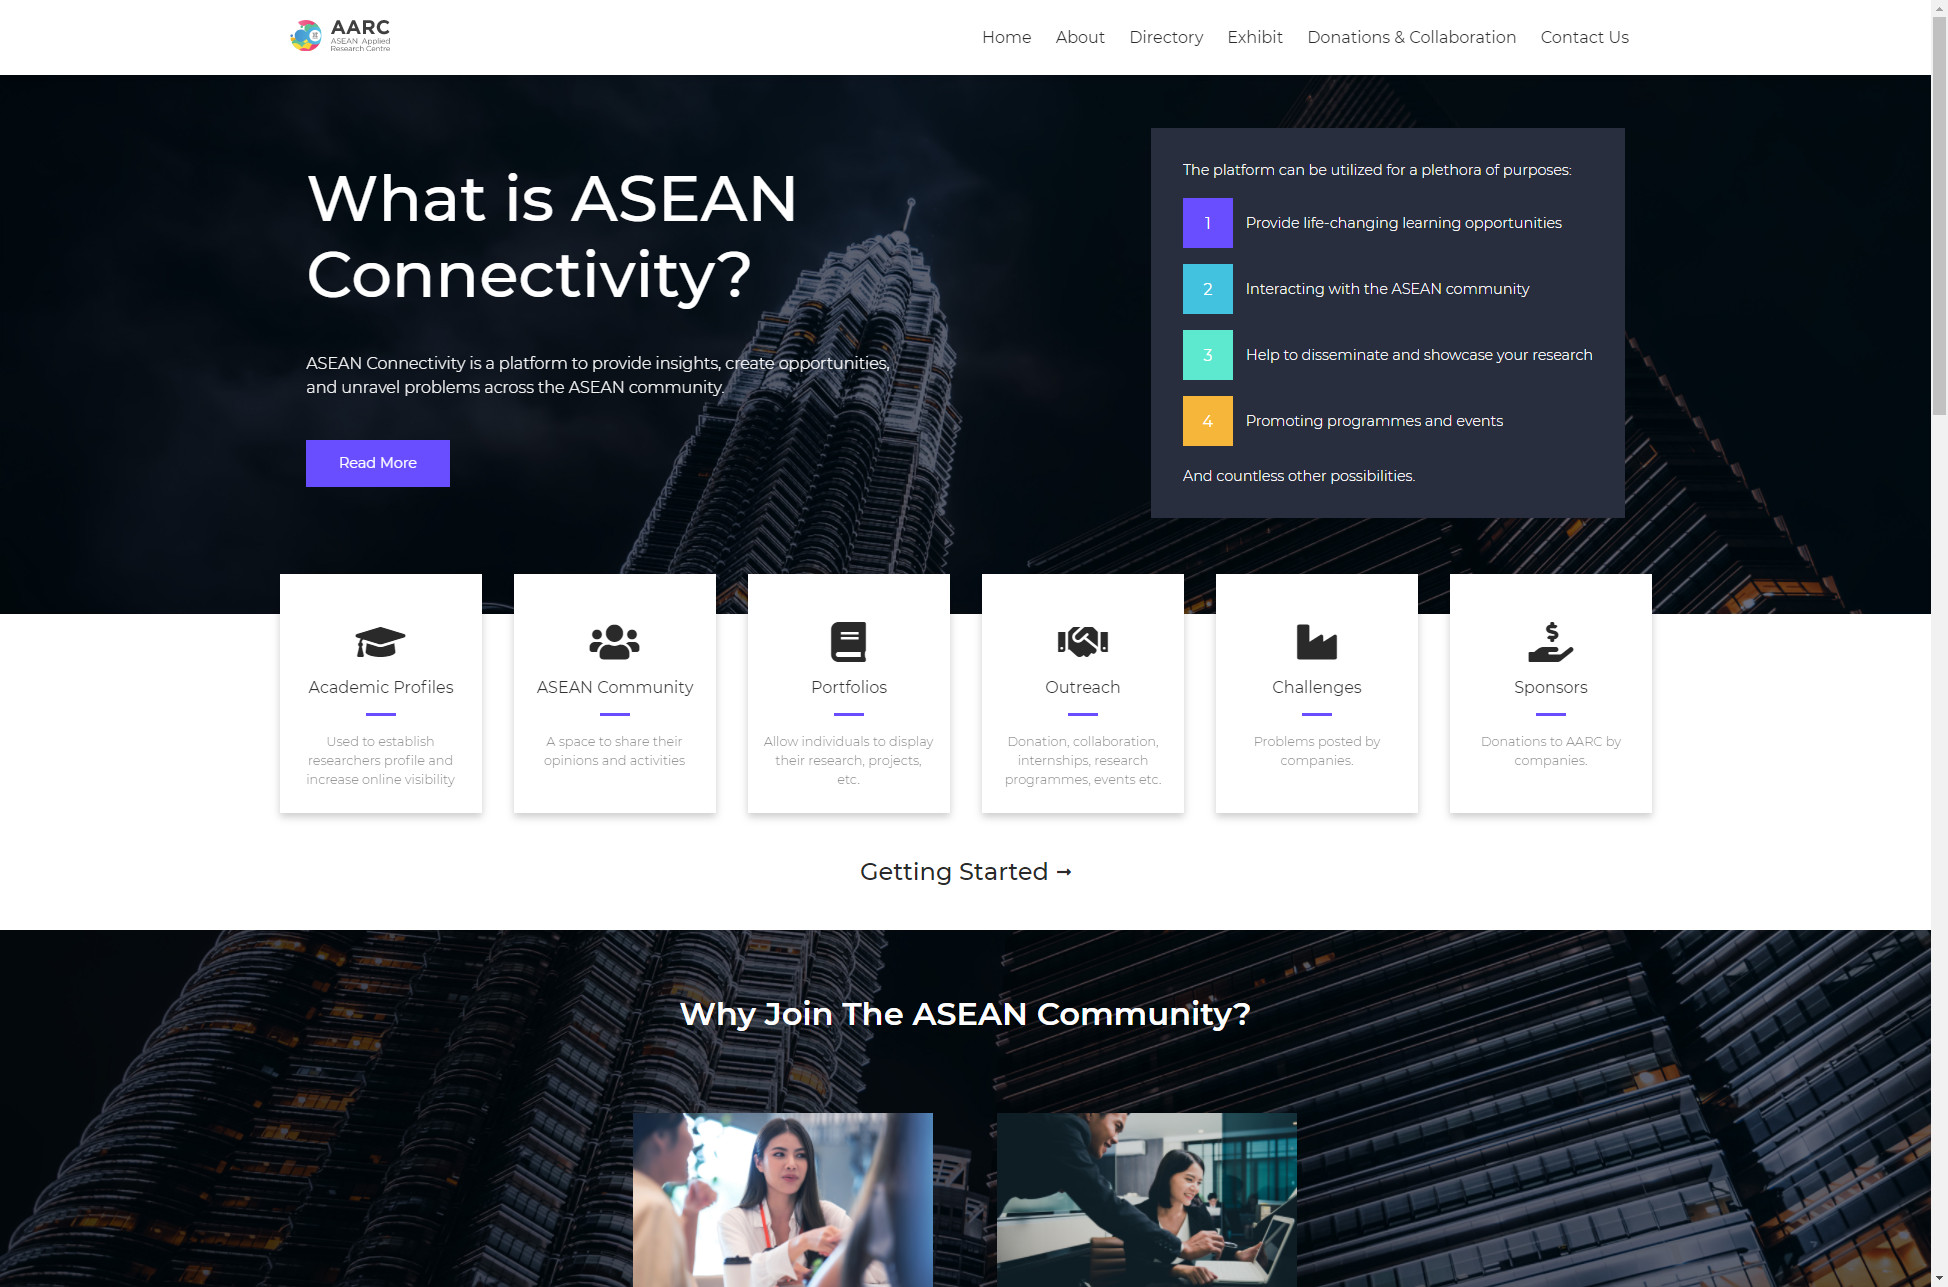 AARC
ASEAN Applied
Research Centre
Home About Directory Exhibit Donations & Collaboration Contact Us
What is ASEAN
Connectivity?
ASEAN Connectivity is a platform to provide insights, create opportunities,
and unravel problems across the ASEAN community.
Read More
The platform can be utilized for a plethora of purposes:
1 Provide life-changing learning opportunities
2 Interacting with the ASEAN community
3 Help to disseminate and showcase your research
4 Promoting programmes and events
And countless other possibilities.
Academic Profiles
Used to establish
researchers profile and
increase online visibility
ASEAN Community
A space to share their
opinions and activities
Portfolios
Allow individuals to display
their research, projects,
etc.
Outreach
Donation, collaboration,
internships, research
programmes, events etc.
Challenges
Problems posted by
companies.
Sponsors
Donations to AARC by
companies.
Getting Started →
Why Join The ASEAN Community?